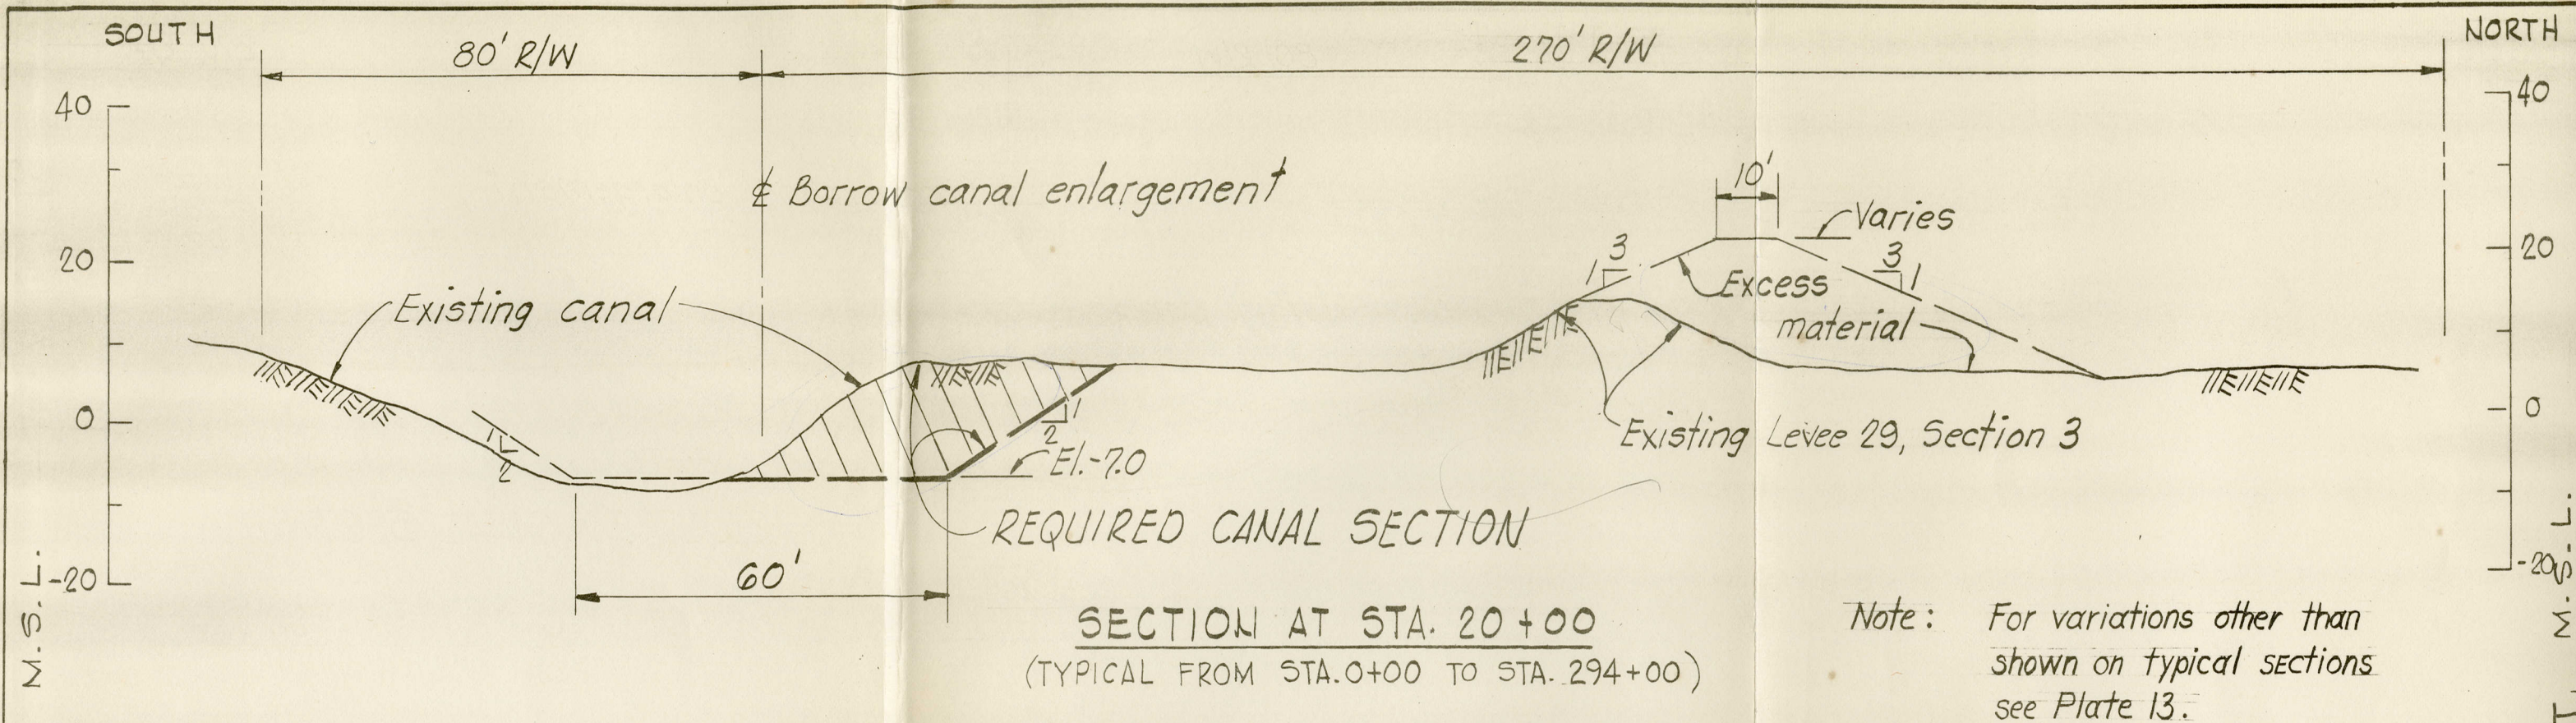 SOUTH
NORTH
80' R/W
270' R/W
40
40
10'
℄ Borrow canal enlargement
Varies
20
3
1
3
1
20
Existing canal
Excess
material
0
1
2
1
2
0
El.-7.0
Existing Levee 29, Section 3
REQUIRED CANAL SECTION
-20
60'
-20
M.S.L.
M.S.L.
SECTION AT STA. 20+00
(TYPICAL FROM STA. 0+00 TO STA. 294+00)
Note: For variations other than
shown on typical sections
see Plate 13.